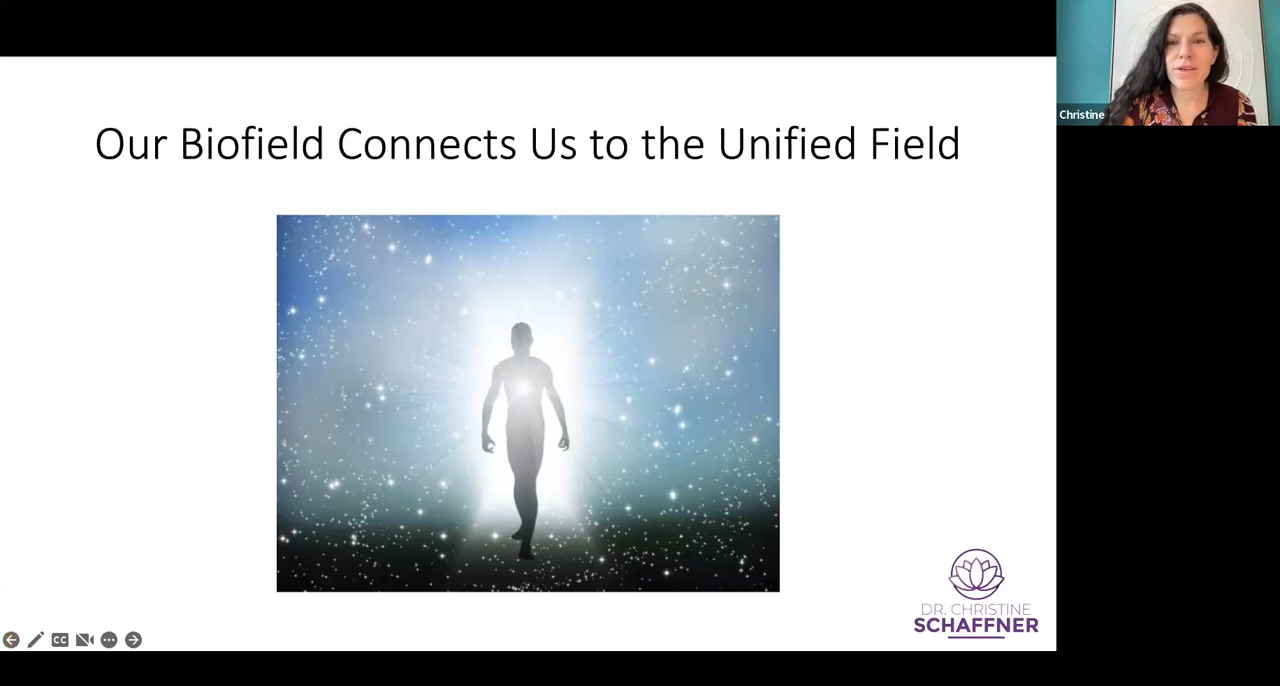 Our Biofield Connects Us to the Unified Field
Christine
DR. CHRISTINE
SCHAFFNER
CC